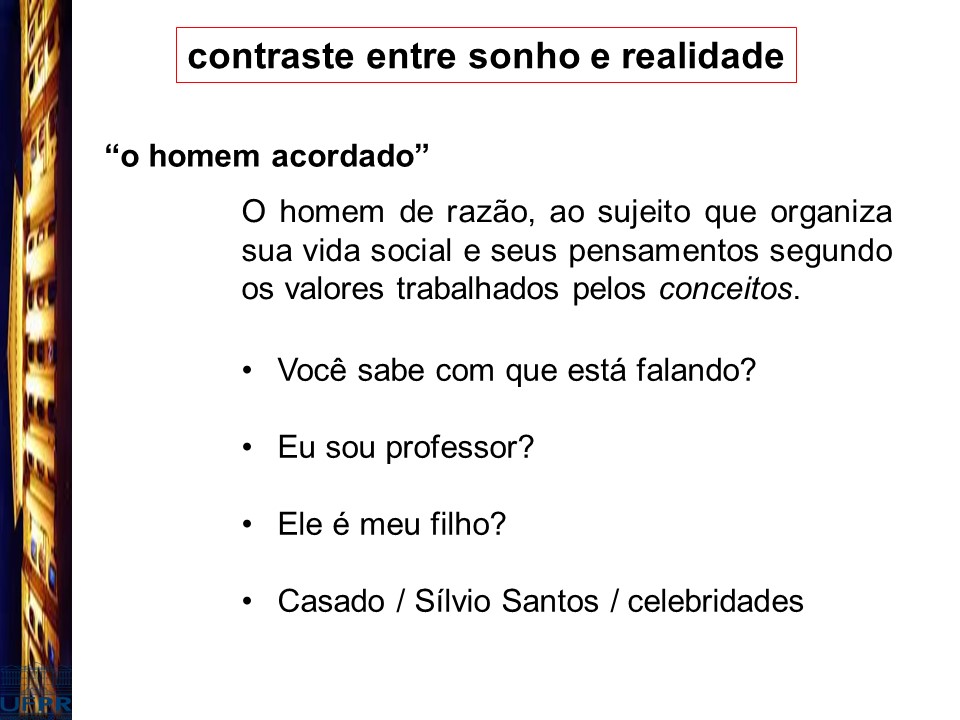 contraste entre sonho e realidade
“o homem acordado”
O homem de razão, ao sujeito que organiza
sua vida social e seus pensamentos segundo
os valores trabalhados pelos conceitos.
• Você sabe com que está falando?
• Eu sou professor?
• Ele é meu filho?
• Casado / Sílvio Santos / celebridades
UFPR